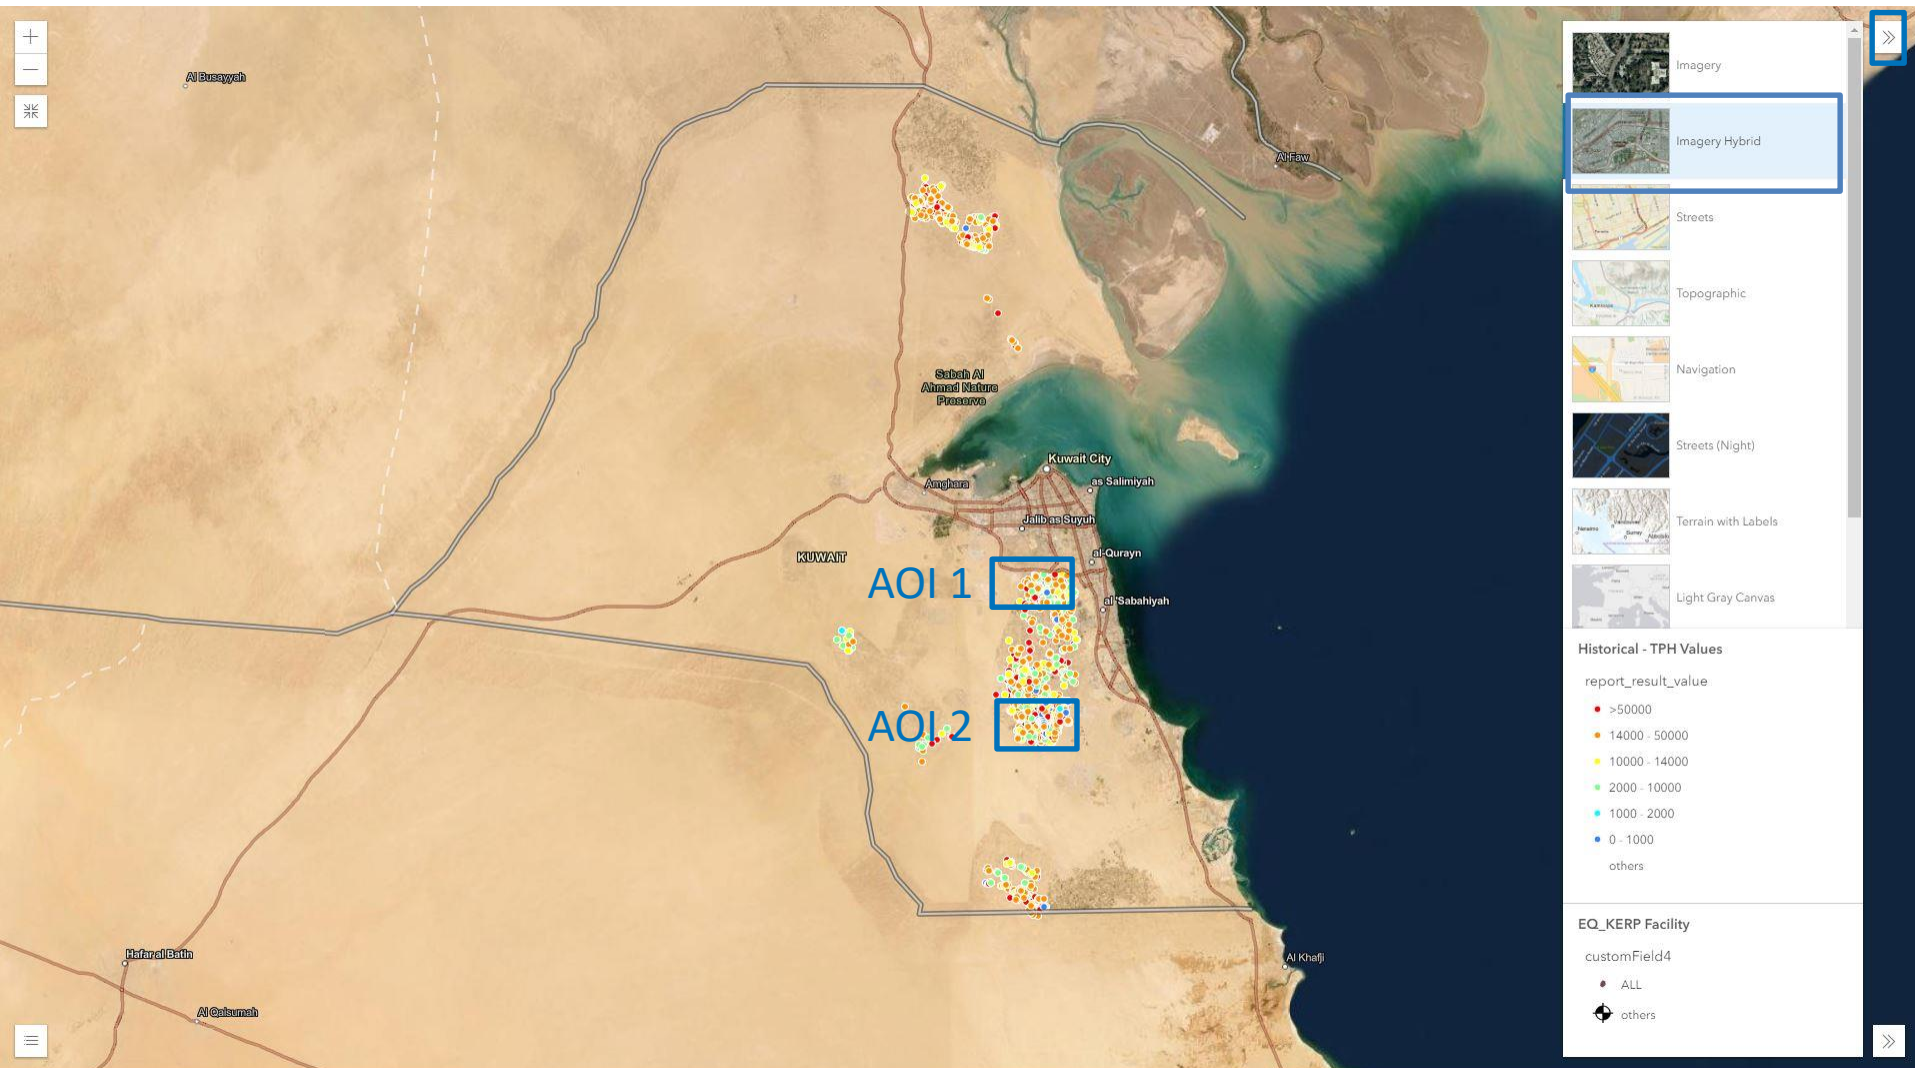 Al Busayyah
Al Faw
Sabah Al
Ahmad Nature
Preserve
Kuwait City
as Salimiyah
Amghara
Jalib as Suyuh
al-Qurayn
KUWAIT
AOI 1
al 'Sabahiyah
AOI 2
Hafar al Batin
Al Khafji
Al Qaisumah
Imagery
Imagery Hybrid
Streets
Topographic
Navigation
Streets (Night)
Terrain with Labels
Light Gray Canvas
Historical - TPH Values
report_result_value
>50000
14000 - 50000
10000 - 14000
2000 - 10000
1000 - 2000
0 - 1000
others
EQ_KERP Facility
customField4
ALL
others